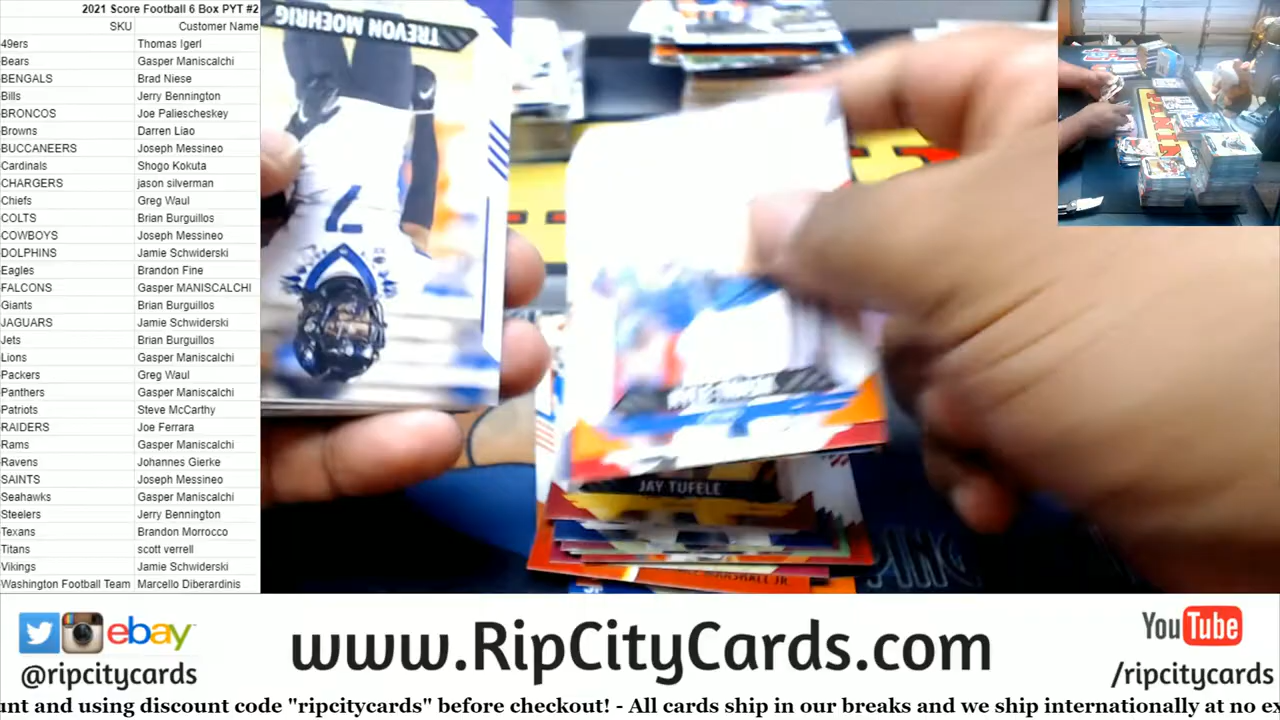 2021 Score Football 6 Box PYT #2
SKU Customer Name
49ers Thomas Igerl
Bears Gasper Maniscalchi
BENGALS Brad Niese
Bills Jerry Bennington
BRONCOS Joe Paliescheskey
Browns Darren Liao
BUCCANEERS Joseph Messineo
Cardinals Shogo Kokuta
CHARGERS jason silverman
Chiefs Greg Waul
COLTS Brian Burguillos
COWBOYS Joseph Messineo
DOLPHINS Jamie Schwiderski
Eagles Brandon Fine
FALCONS Gasper MANISCALCHI
Giants Brian Burguillos
JAGUARS Jamie Schwiderski
Jets Brian Burguillos
Lions Gasper Maniscalchi
Packers Greg Waul
Panthers Gasper Maniscalchi
Patriots Steve McCarthy
RAIDERS Joe Ferrara
Rams Gasper Maniscalchi
Ravens Johannes Gierke
SAINTS Joseph Messineo
Seahawks Gasper Maniscalchi
Steelers Jerry Bennington
Texans Brandon Morrocco
Titans scott verrell
Vikings Jamie Schwiderski
Washington Football Team Marcello Diberardinis
TREVON MOEHRIG
7
JAY TUFELE
JR.
PANINI
ebay
@ripcitycards
www.RipCityCards.com
YouTube
/ripcitycards
unt and using discount code "ripcitycards" before checkout! - All cards ship in our breaks and we ship internationally at no ex